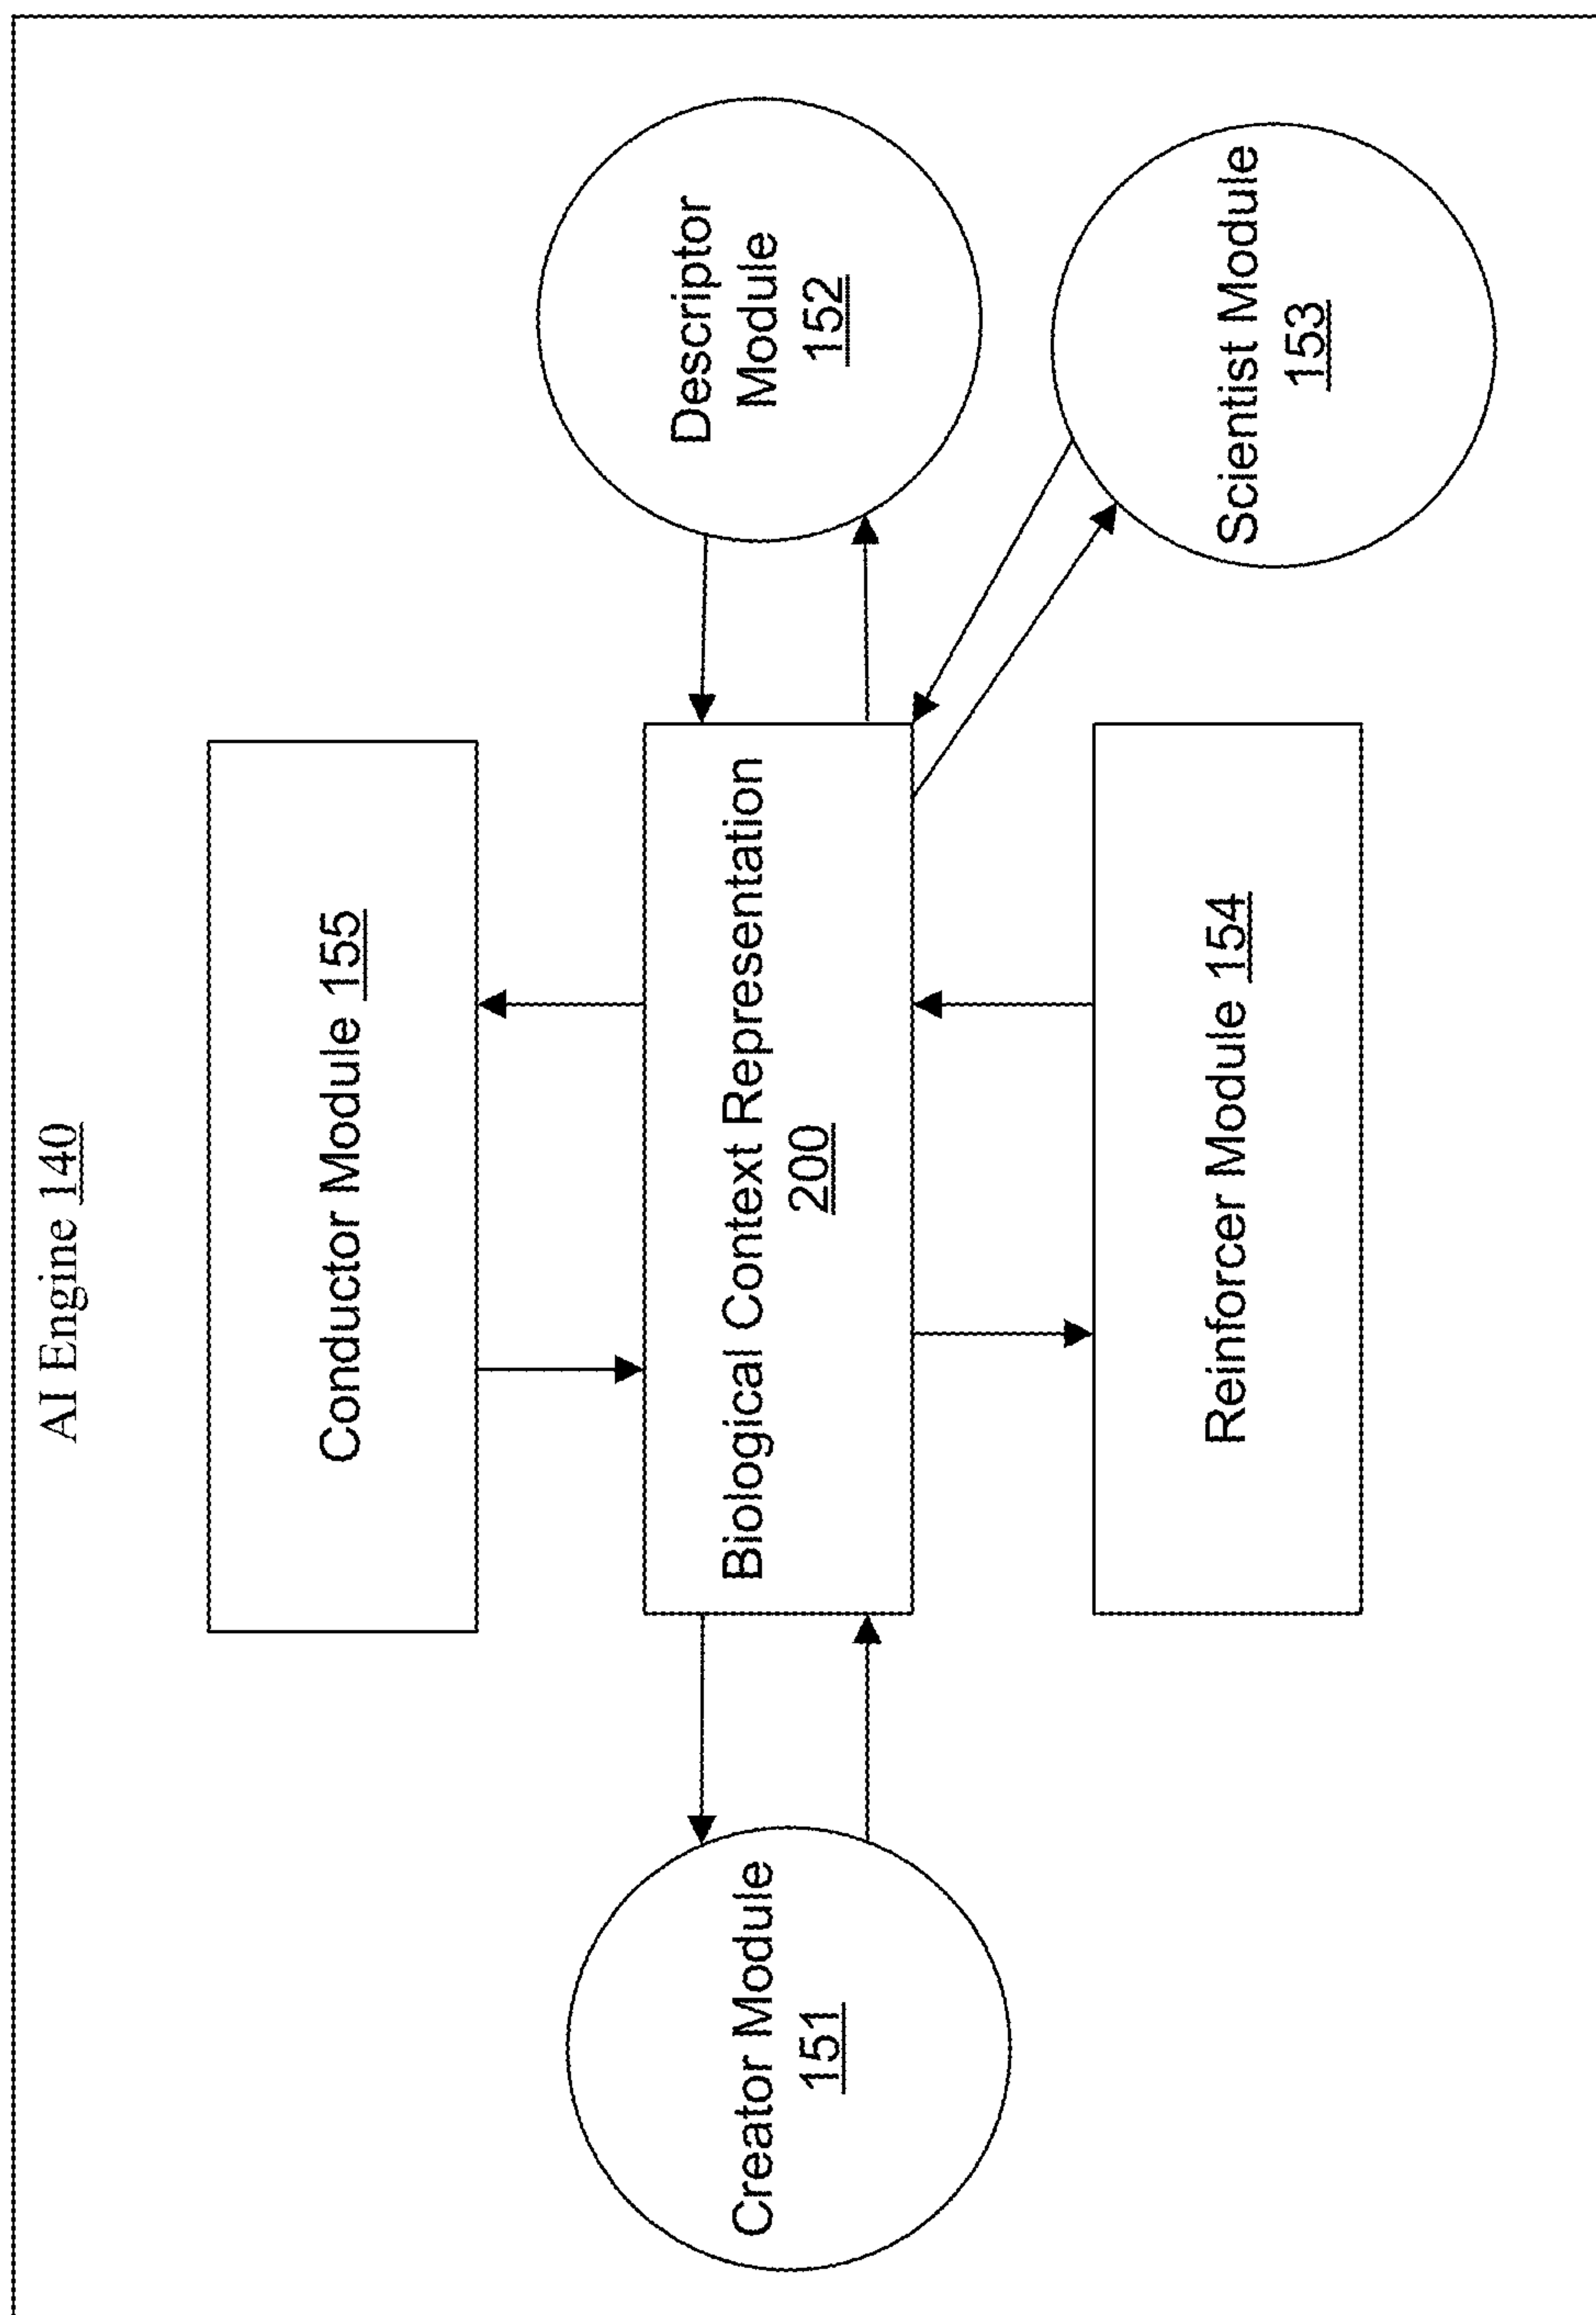 AI Engine 140
Conductor Module 155
Creator Module
151
Biological Context Representation
200
Descriptor
Module
152
Reinforcer Module 154
Scientist Module
153